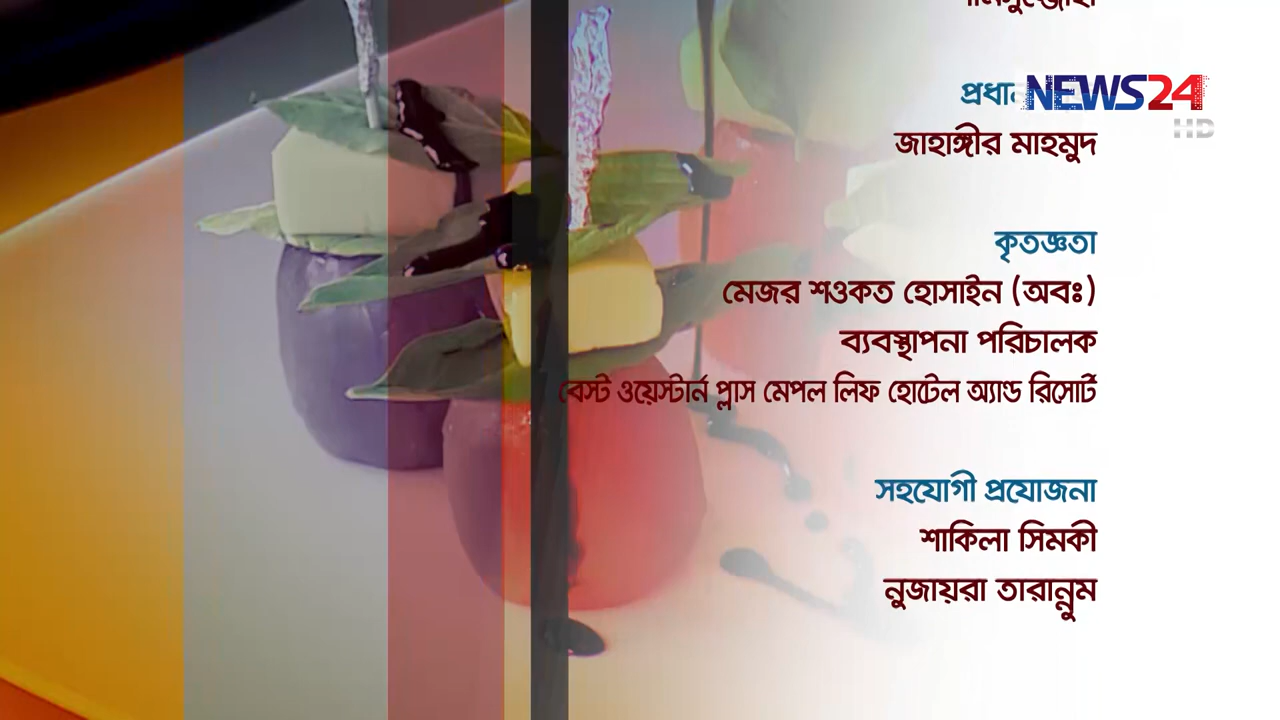 প্রধান
NEWS24
HD
জাহাঙ্গীর মাহমুদ
কৃতজ্ঞতা
মেজর শওকত হোসাইন (অবঃ)
ব্যবস্থাপনা পরিচালক
বেস্ট ওয়েস্টার্ন প্লাস মেপল লিফ হোটেল অ্যান্ড রিসোর্ট
সহযোগী প্রযোজনা
শাকিলা সিমকী
নুজায়রা তারান্নুম